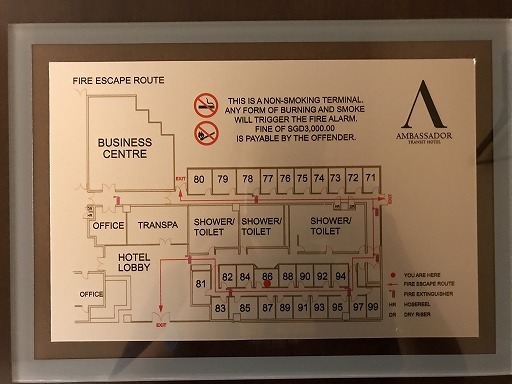 FIRE ESCAPE ROUTE
THIS IS A NON-SMOKING TERMINAL.
ANY FORM OF BURNING AND SMOKE
WILL TRIGGER THE FIRE ALARM.
FINE OF SGD3,000.00
IS PAYABLE BY THE OFFENDER.
AMBASSADOR
TRANSIT HOTEL
BUSINESS
CENTRE
EXIT
80 79 78 77 76 75 74 73 72 71
EXIT
OFFICE
TRANSPA
SHOWER/
TOILET
SHOWER/
TOILET
SHOWER/
TOILET
HOTEL
LOBBY
81
82 84 86 88 90 92 94
OFFICE
83 85 87 89 91 93 95 97 99
EXIT
YOU ARE HERE
FIRE ESCAPE ROUTE
FIRE EXTINGUISHER
HR HOSEREEL
DR DRY RISER